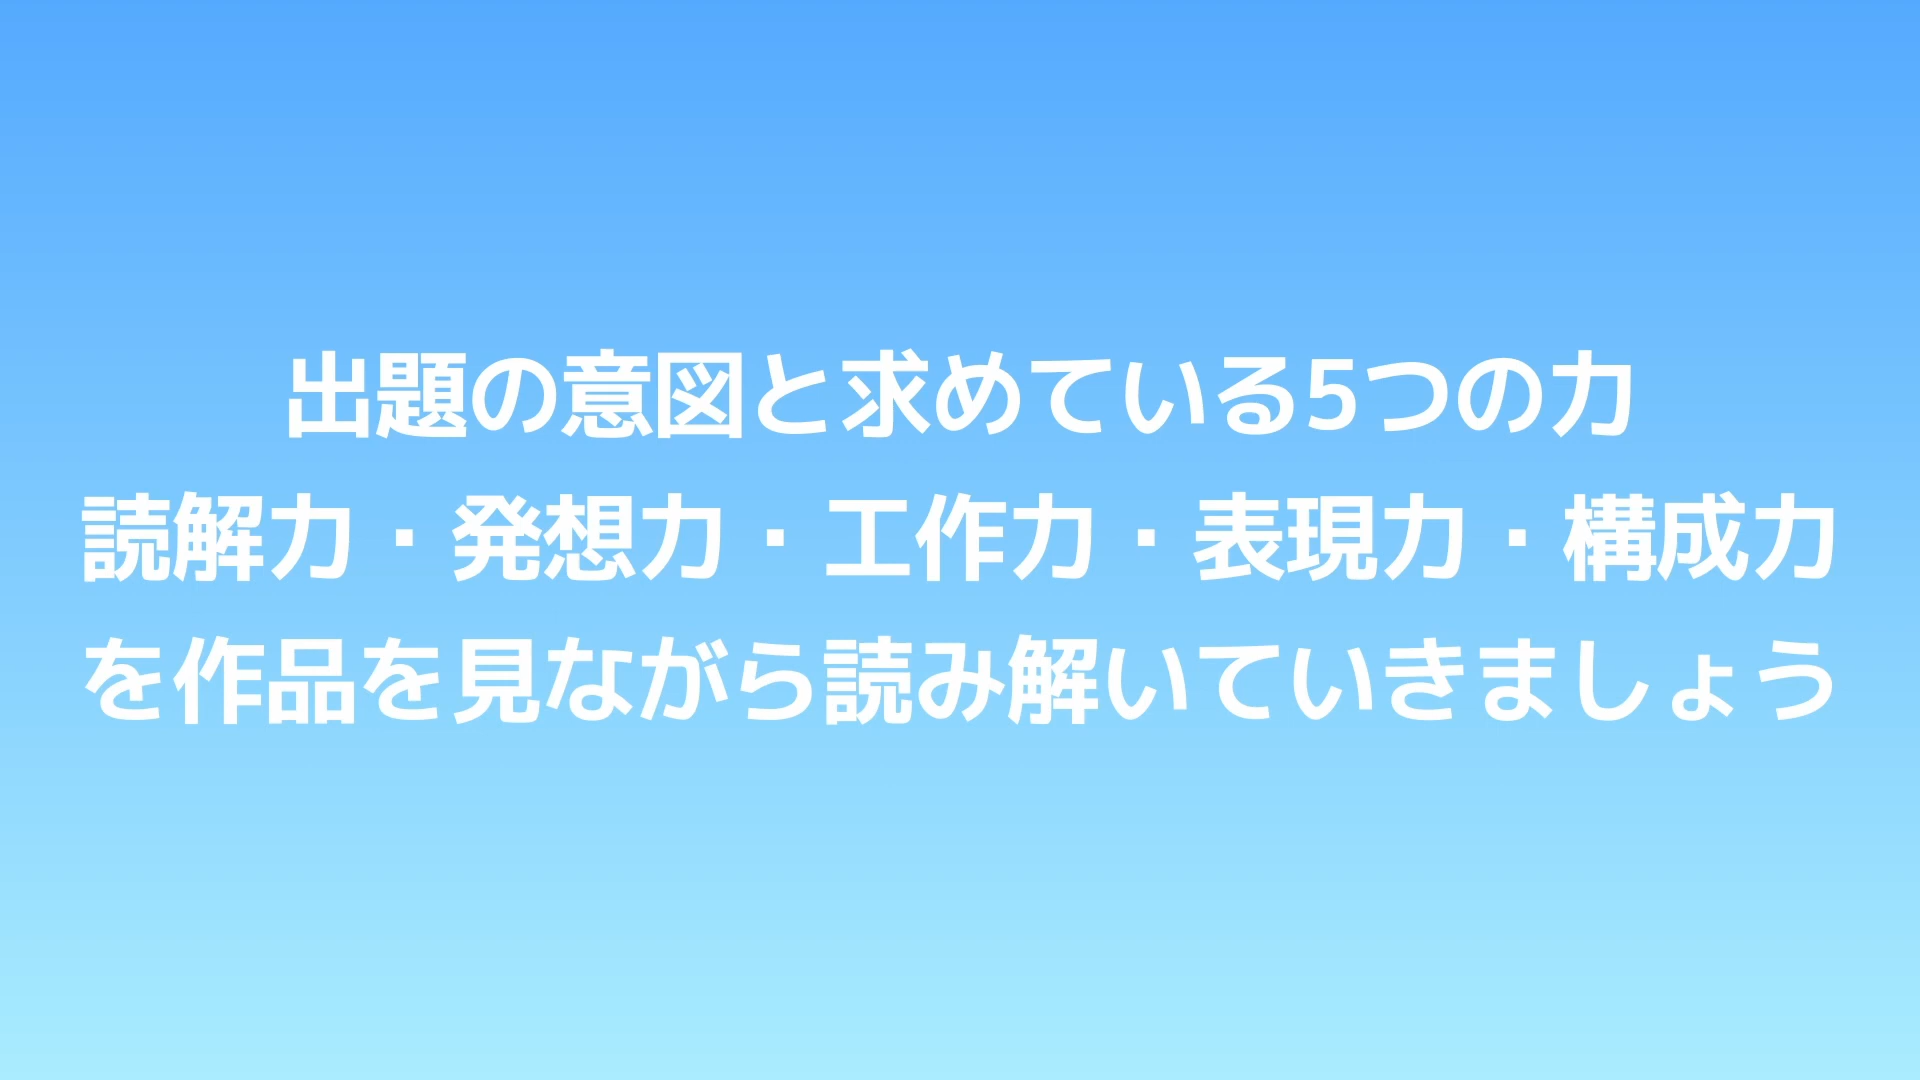 出題の意図と求めている5つの力
読解力・発想力・工作力・表現力・構成力
を作品を見ながら読み解いていきましょう